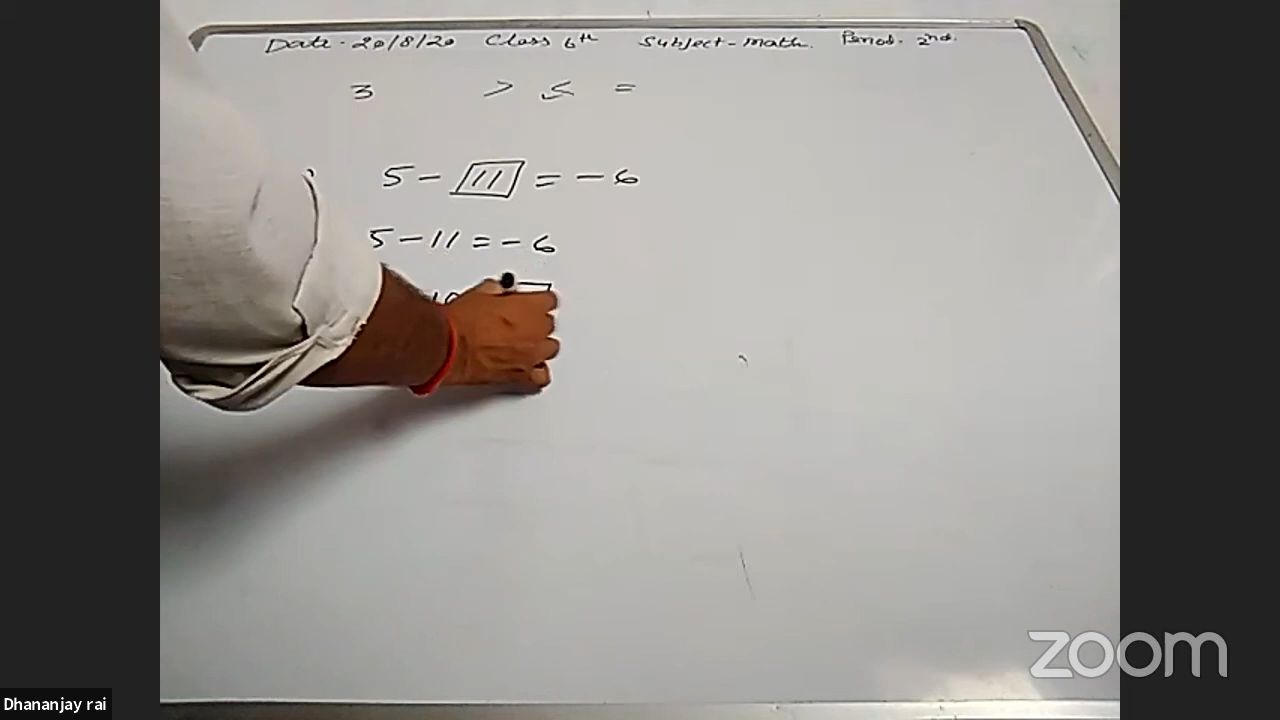 Date. 20/8/20 Class 6th Subject-math. Period. 2nd.
3 > ≤ =
5 - 11 = - 6
5 - 11 = - 6
zoom
Dhananjay rai